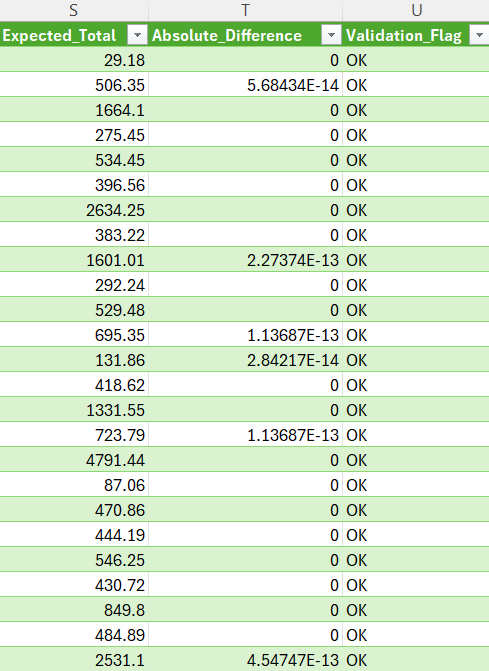 S T U
Expected_Total Absolute_Difference Validation_Flag
29.18 0 OK
506.35 5.68434E-14 OK
1664.1 0 OK
275.45 0 OK
534.45 0 OK
396.56 0 OK
2634.25 0 OK
383.22 0 OK
1601.01 2.27374E-13 OK
292.24 0 OK
529.48 0 OK
695.35 1.13687E-13 OK
131.86 2.84217E-14 OK
418.62 0 OK
1331.55 0 OK
723.79 1.13687E-13 OK
4791.44 0 OK
87.06 0 OK
470.86 0 OK
444.19 0 OK
546.25 0 OK
430.72 0 OK
849.8 0 OK
484.89 0 OK
2531.1 4.54747E-13 OK